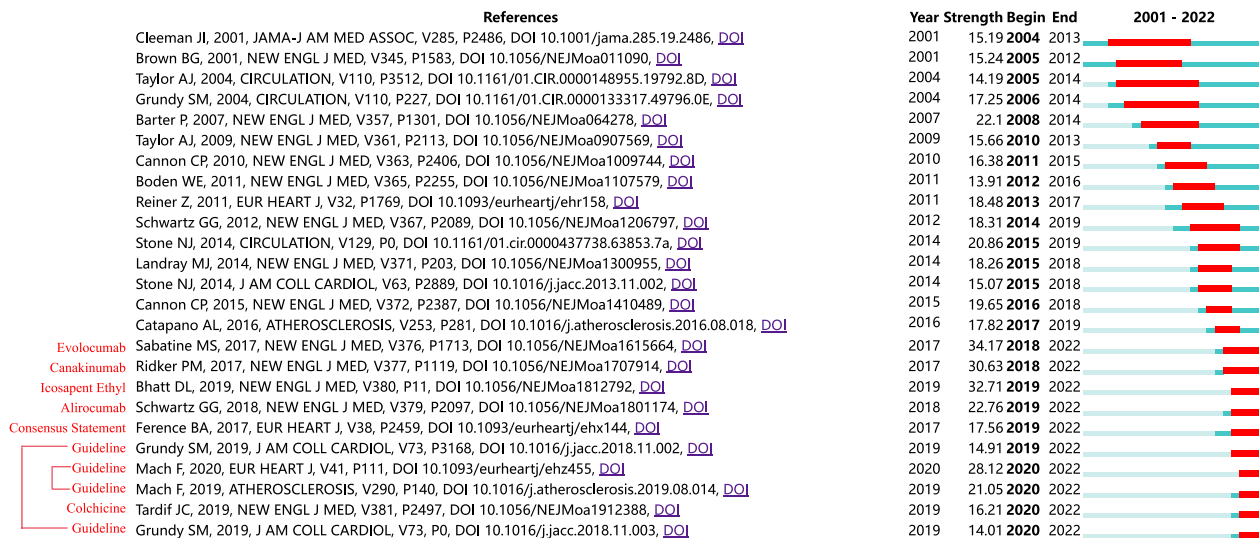 References Year Strength Begin End 2001 - 2022
Cleeman JI, 2001, JAMA-J AM MED ASSOC, V285, P2486, DOI 10.1001/jama.285.19.2486, DOI 2001 15.19 2004 2013
Brown BG, 2001, NEW ENGL J MED, V345, P1583, DOI 10.1056/NEJMoa011090, DOI 2001 15.24 2005 2012
Taylor AJ, 2004, CIRCULATION, V110, P3512, DOI 10.1161/01.CIR.0000148955.19792.8D, DOI 2004 14.19 2005 2014
Grundy SM, 2004, CIRCULATION, V110, P227, DOI 10.1161/01.CIR.0000133317.49796.0E, DOI 2004 17.25 2006 2014
Barter P, 2007, NEW ENGL J MED, V357, P1301, DOI 10.1056/NEJMoa064278, DOI 2007 22.1 2008 2014
Taylor AJ, 2009, NEW ENGL J MED, V361, P2113, DOI 10.1056/NEJMoa0907569, DOI 2009 15.66 2010 2013
Cannon CP, 2010, NEW ENGL J MED, V363, P2406, DOI 10.1056/NEJMoa1009744, DOI 2010 16.38 2011 2015
Boden WE, 2011, NEW ENGL J MED, V365, P2255, DOI 10.1056/NEJMoa1107579, DOI 2011 13.91 2012 2016
Reiner Z, 2011, EUR HEART J, V32, P1769, DOI 10.1093/eurheartj/ehr158, DOI 2011 18.48 2013 2017
Schwartz GG, 2012, NEW ENGL J MED, V367, P2089, DOI 10.1056/NEJMoa1206797, DOI 2012 18.31 2014 2019
Stone NJ, 2014, CIRCULATION, V129, P0, DOI 10.1161/01.cir.0000437738.63853.7a, DOI 2014 20.86 2015 2019
Landray MJ, 2014, NEW ENGL J MED, V371, P203, DOI 10.1056/NEJMoa1300955, DOI 2014 18.26 2015 2018
Stone NJ, 2014, J AM COLL CARDIOL, V63, P2889, DOI 10.1016/j.jacc.2013.11.002, DOI 2014 15.07 2015 2018
Cannon CP, 2015, NEW ENGL J MED, V372, P2387, DOI 10.1056/NEJMoa1410489, DOI 2015 19.65 2016 2018
Catapano AL, 2016, ATHEROSCLEROSIS, V253, P281, DOI 10.1016/j.atherosclerosis.2016.08.018, DOI 2016 17.82 2017 2019
Evolocumab Sabatine MS, 2017, NEW ENGL J MED, V376, P1713, DOI 10.1056/NEJMoa1615664, DOI 2017 34.17 2018 2022
Canakinumab Ridker PM, 2017, NEW ENGL J MED, V377, P1119, DOI 10.1056/NEJMoa1707914, DOI 2017 30.63 2018 2022
Icosapent Ethyl Bhatt DL, 2019, NEW ENGL J MED, V380, P11, DOI 10.1056/NEJMoa1812792, DOI 2019 32.71 2019 2022
Alirocumab Schwartz GG, 2018, NEW ENGL J MED, V379, P2097, DOI 10.1056/NEJMoa1801174, DOI 2018 22.76 2019 2022
Consensus Statement Ference BA, 2017, EUR HEART J, V38, P2459, DOI 10.1093/eurheartj/ehx144, DOI 2017 17.56 2019 2022
Guideline Grundy SM, 2019, J AM COLL CARDIOL, V73, P3168, DOI 10.1016/j.jacc.2018.11.002, DOI 2019 14.91 2019 2022
Guideline Mach F, 2020, EUR HEART J, V41, P111, DOI 10.1093/eurheartj/ehz455, DOI 2020 28.12 2020 2022
Guideline Mach F, 2019, ATHEROSCLEROSIS, V290, P140, DOI 10.1016/j.atherosclerosis.2019.08.014, DOI 2019 21.05 2020 2022
Colchicine Tardif JC, 2019, NEW ENGL J MED, V381, P2497, DOI 10.1056/NEJMoa1912388, DOI 2019 16.21 2020 2022
Guideline Grundy SM, 2019, J AM COLL CARDIOL, V73, P0, DOI 10.1016/j.jacc.2018.11.003, DOI 2019 14.01 2020 2022